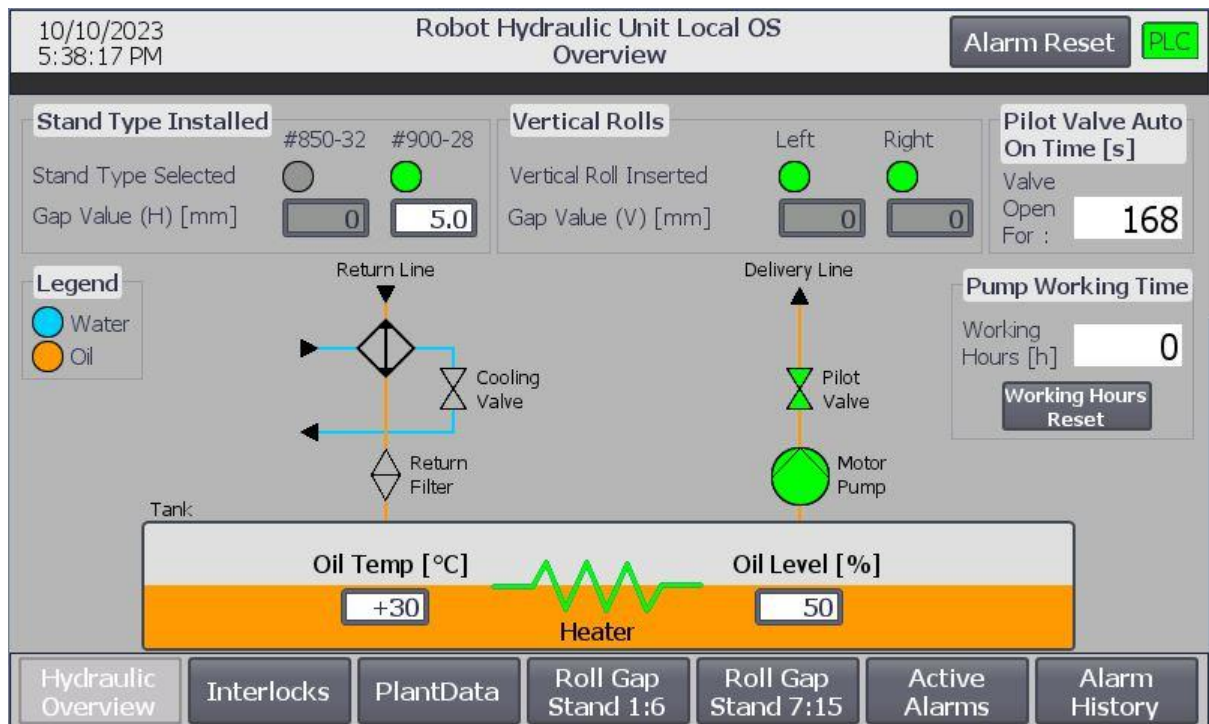 10/10/2023
5:38:17 PM
Robot Hydraulic Unit Local OS
Overview
Alarm Reset
PLC
Stand Type Installed
#850-32 #900-28
Stand Type Selected
Gap Value (H) [mm] 0 5.0
Vertical Rolls
Left Right
Vertical Roll Inserted
Gap Value (V) [mm] 0 0
Pilot Valve Auto
On Time [s]
Valve
Open
For :
168
Legend
Water
Oil
Return Line
Cooling
Valve
Return
Filter
Delivery Line
Pilot
Valve
Motor
Pump
Pump Working Time
Working
Hours [h]
0
Working Hours
Reset
Tank
Oil Temp [°C]
+30
Heater
Oil Level [%]
50
Hydraulic
Overview
Interlocks
PlantData
Roll Gap
Stand 1:6
Roll Gap
Stand 7:15
Active
Alarms
Alarm
History